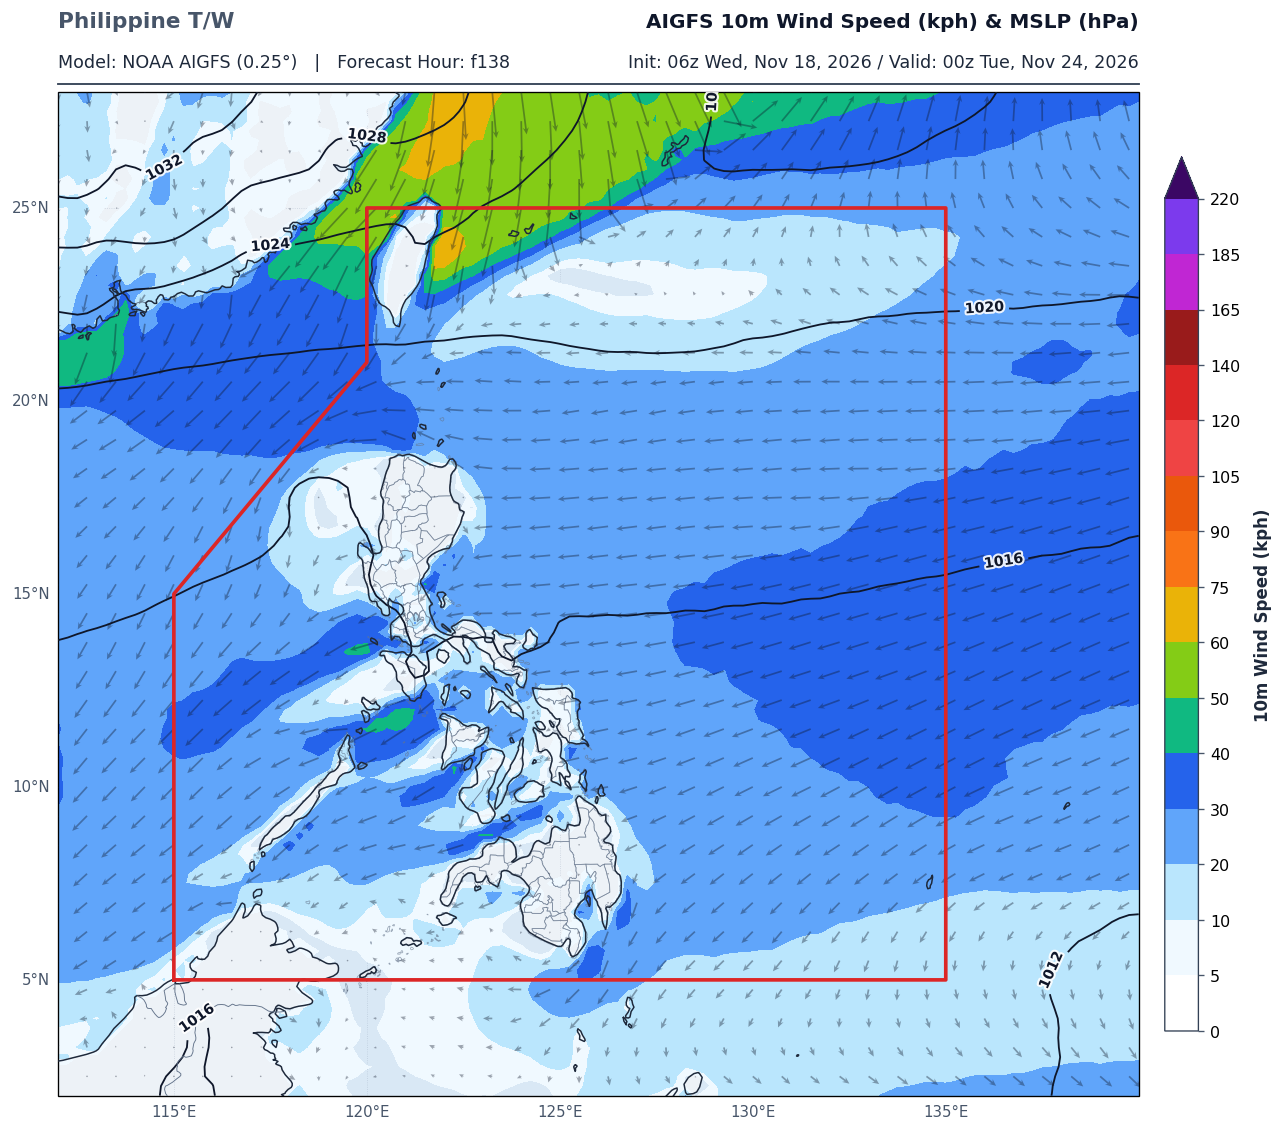 Philippine T/W
AIGFS 10m Wind Speed (kph) & MSLP (hPa)
Model: NOAA AIGFS (0.25°) | Forecast Hour: f138
Init: 06z Wed, Nov 18, 2026 / Valid: 00z Tue, Nov 24, 2026
10
1028
1032
1024
1020
1016
1012
1016
25°N
20°N
15°N
10°N
5°N
115°E
120°E
125°E
130°E
135°E
220
185
165
140
120
105
90
75
60
50
40
30
20
10
5
0
10m Wind Speed (kph)